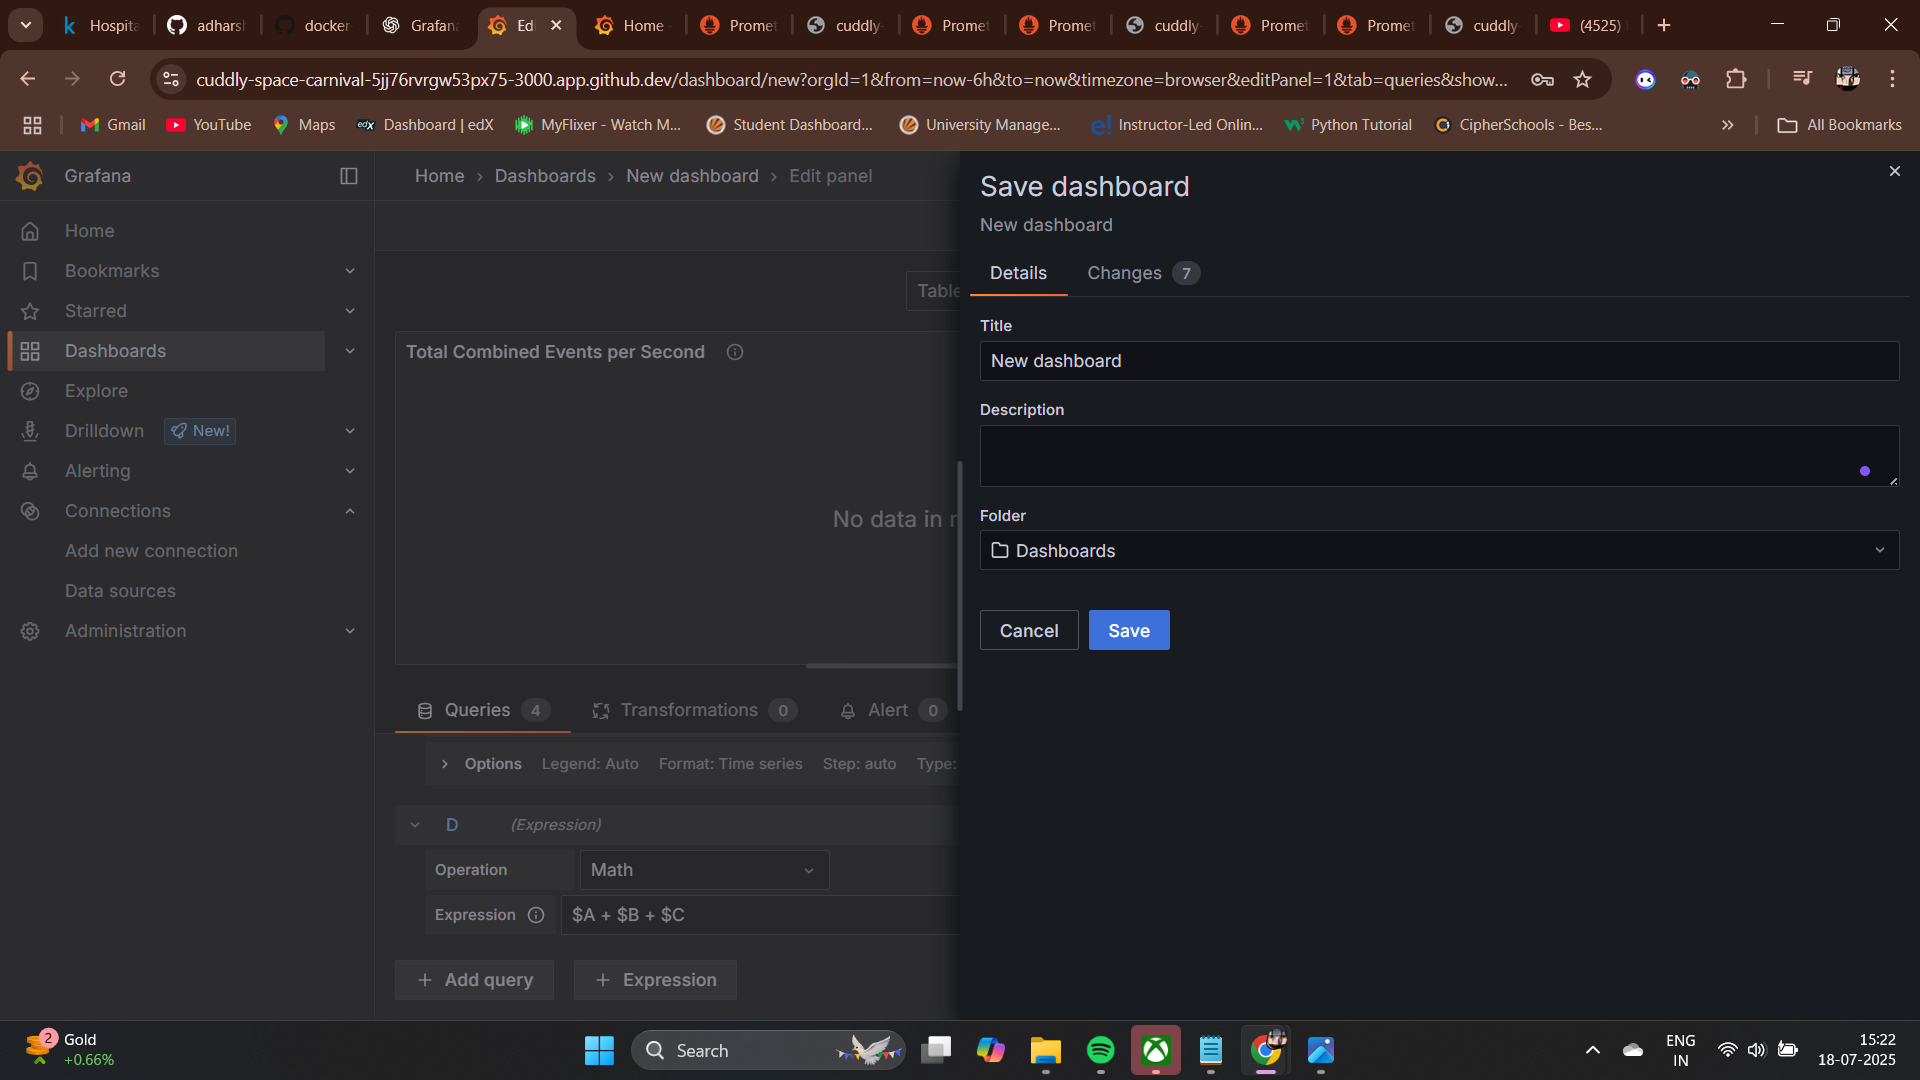 Hospita
adharsh
docker
Grafana
Edi
Home -
Promet
cuddly-
Promet
Promet
cuddly-
Promet
Promet
cuddly-
(4525)
cuddly-space-carnival-5jj76rvrgw53px75-3000.app.github.dev/dashboard/new?orgId=1&from=now-6h&to=now&timezone=browser&editPanel=1&tab=queries&show...
Gmail
YouTube
Maps
edX Dashboard | edX
MyFlixer - Watch M...
Student Dashboard...
University Manage...
e! Instructor-Led Onlin...
Python Tutorial
CipherSchools - Bes...
All Bookmarks
Grafana
Home
Bookmarks
Starred
Dashboards
Explore
Drilldown New!
Alerting
Connections
Add new connection
Data sources
Administration
Home > Dashboards > New dashboard > Edit panel
Table
Total Combined Events per Second
No data in r
Queries 4
Transformations 0
Alert 0
Options Legend: Auto Format: Time series Step: auto Type:
D (Expression)
Operation Math
Expression $A + $B + $C
+ Add query
+ Expression
Save dashboard
New dashboard
Details
Changes 7
Title
New dashboard
Description
Folder
Dashboards
Cancel
Save
2
Gold
+0.66%
Search
ENG
IN
15:22
18-07-2025